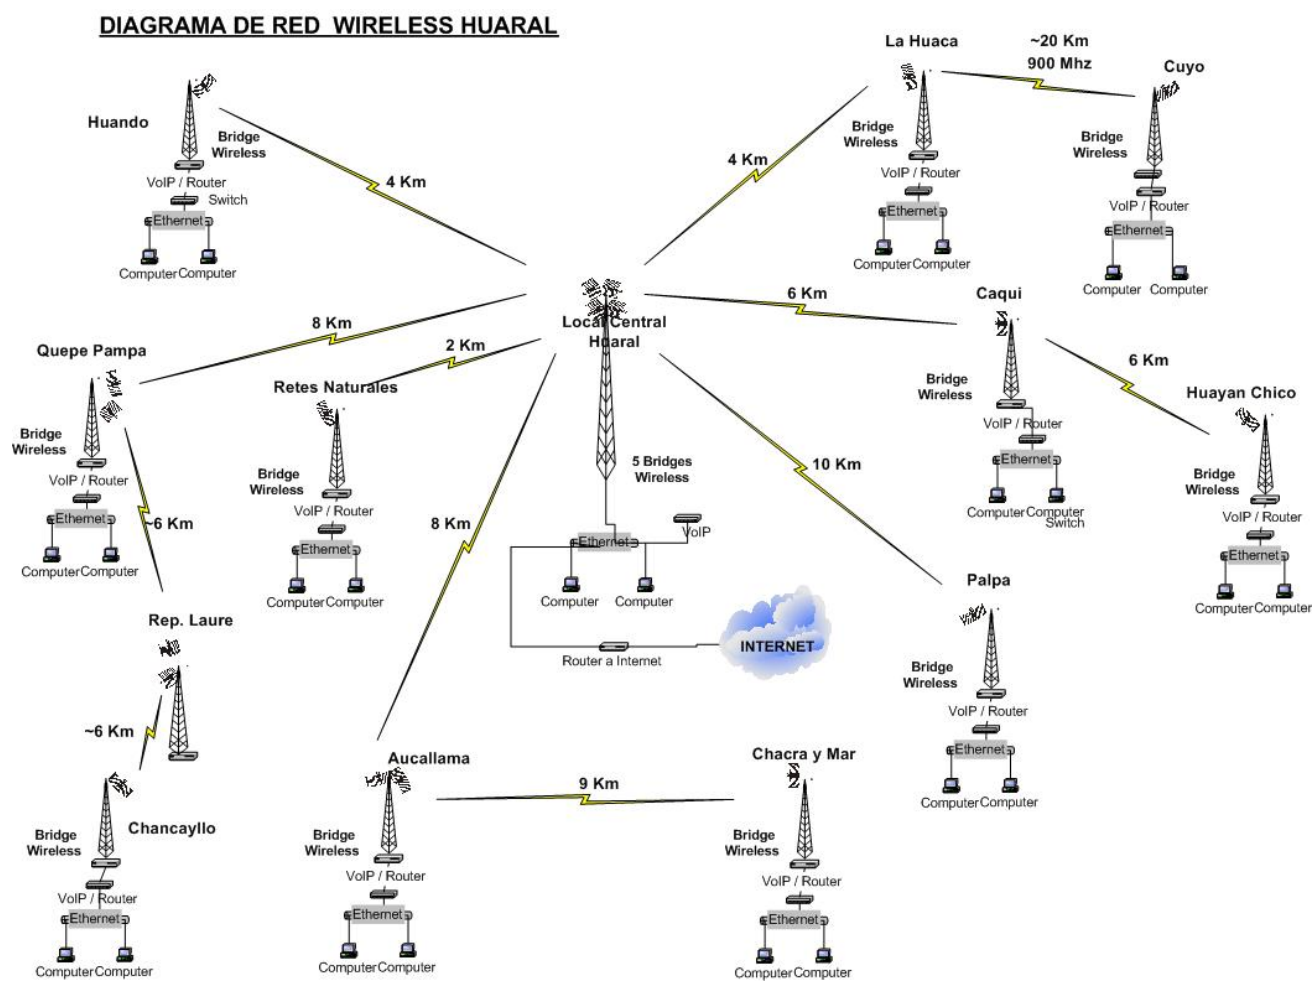 DIAGRAMA DE RED WIRELESS HUARAL
La Huaca
~20 Km
900 Mhz
Cuyo
Huando
Bridge
Wireless
VoIP / Router
Switch
Ethernet
Computer Computer
4 Km
4 Km
Bridge
Wireless
VoIP / Router
Ethernet
Computer Computer
Bridge
Wireless
VoIP / Router
Ethernet
Computer Computer
Local Central
Huaral
5 Bridges
Wireless
Ethernet
VoIP
Computer Computer
Router a Internet
INTERNET
8 Km
Quepe Pampa
Bridge
Wireless
VoIP / Router
Ethernet
Computer Computer
2 Km
Retes Naturales
Bridge
Wireless
VoIP / Router
Ethernet
Computer Computer
6 Km
Caqui
Bridge
Wireless
VoIP / Router
Ethernet
Computer Computer
Switch
6 Km
Huayan Chico
Bridge
Wireless
VoIP / Router
Ethernet
Computer Computer
10 Km
Palpa
Bridge
Wireless
VoIP / Router
Ethernet
Computer Computer
~6 Km
Rep. Laure
~6 Km
Chancayllo
Bridge
Wireless
VoIP / Router
Ethernet
Computer Computer
8 Km
Aucallama
Bridge
Wireless
VoIP / Router
Ethernet
Computer Computer
9 Km
Chacra y Mar
Bridge
Wireless
VoIP / Router
Ethernet
Computer Computer